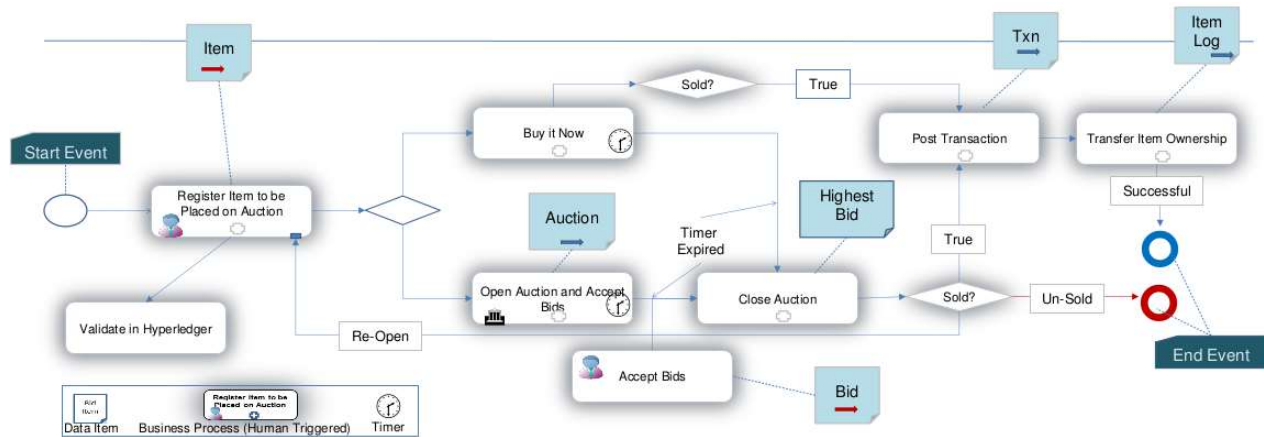 Item
Txn
Item
Log
Sold?
True
Start Event
Buy it Now
Post Transaction
Transfer Item Ownership
Register Item to be
Placed on Auction
Auction
Timer
Expired
Highest
Bid
True
Successful
Open Auction and Accept
Bids
Close Auction
Sold?
Un-Sold
Validate in Hyperledger
Re-Open
Accept Bids
Bid
End Event
Bid
Item
Data Item
Register Item to be
Placed on Auction
Business Process (Human Triggered)
Timer